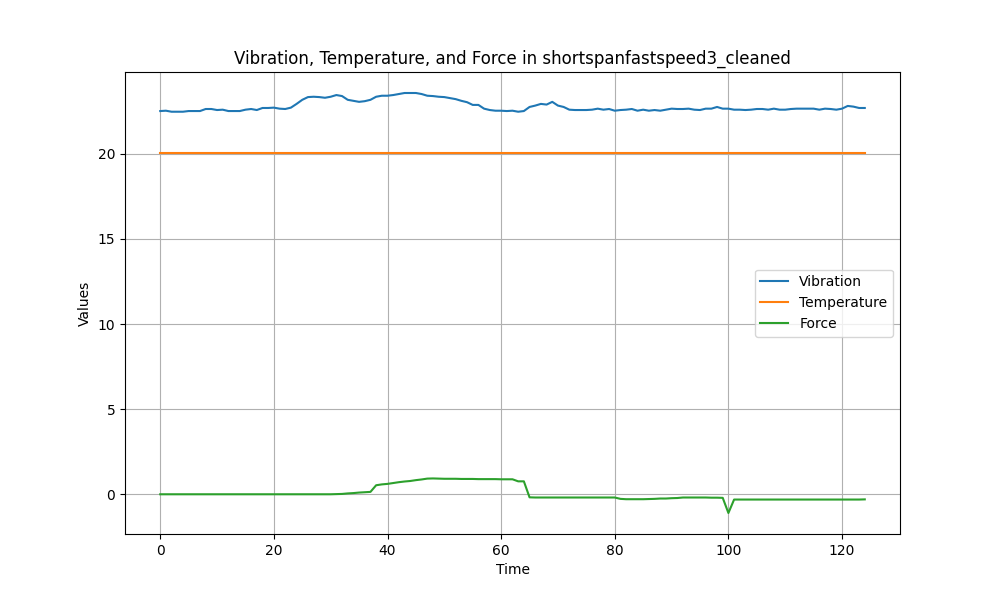 Vibration, Temperature, and Force in shortspanfastspeed3_cleaned
Values
20
15
10
5
0
Vibration
Temperature
Force
0 20 40 60 80 100 120
Time